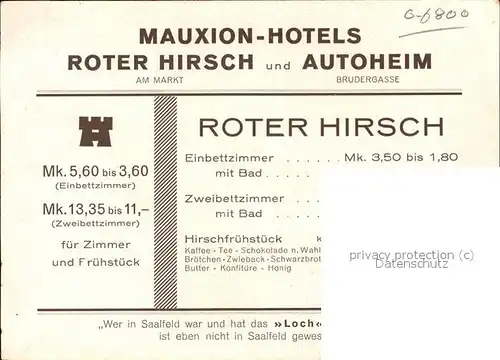 G-6800
MAUXION-HOTELS
ROTER HIRSCH und AUTOHEIM
AM MARKT BRUDERGASSE
Mk. 5,60 bis 3,60
(Einbettzimmer)
Mk. 13,35 bis 11,-
(Zweibettzimmer)
für Zimmer
und Frühstück
ROTER HIRSCH
Einbettzimmer . . . . . . Mk. 3,50 bis 1,80
mit Bad . . . . .
Zweibettzimmer . . . .
mit Bad . . . . .
Hirschfrühstück
Kaffee - Tee - Schokolade n. Wahl
Brötchen - Zwieback - Schwarzbrot
Butter - Konfitüre - Honig
privacy protection (c)
Datenschutz
„Wer in Saalfeld war und hat das »Loch«
ist eben nicht in Saalfeld